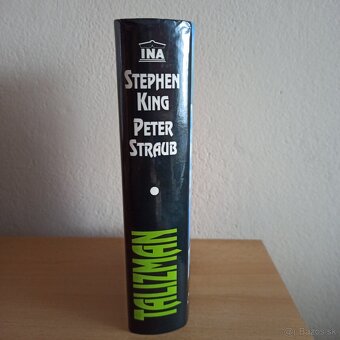 INA
STEPHEN
KING
PETER
STRAUB
TALIZMAN
Bazos.sk